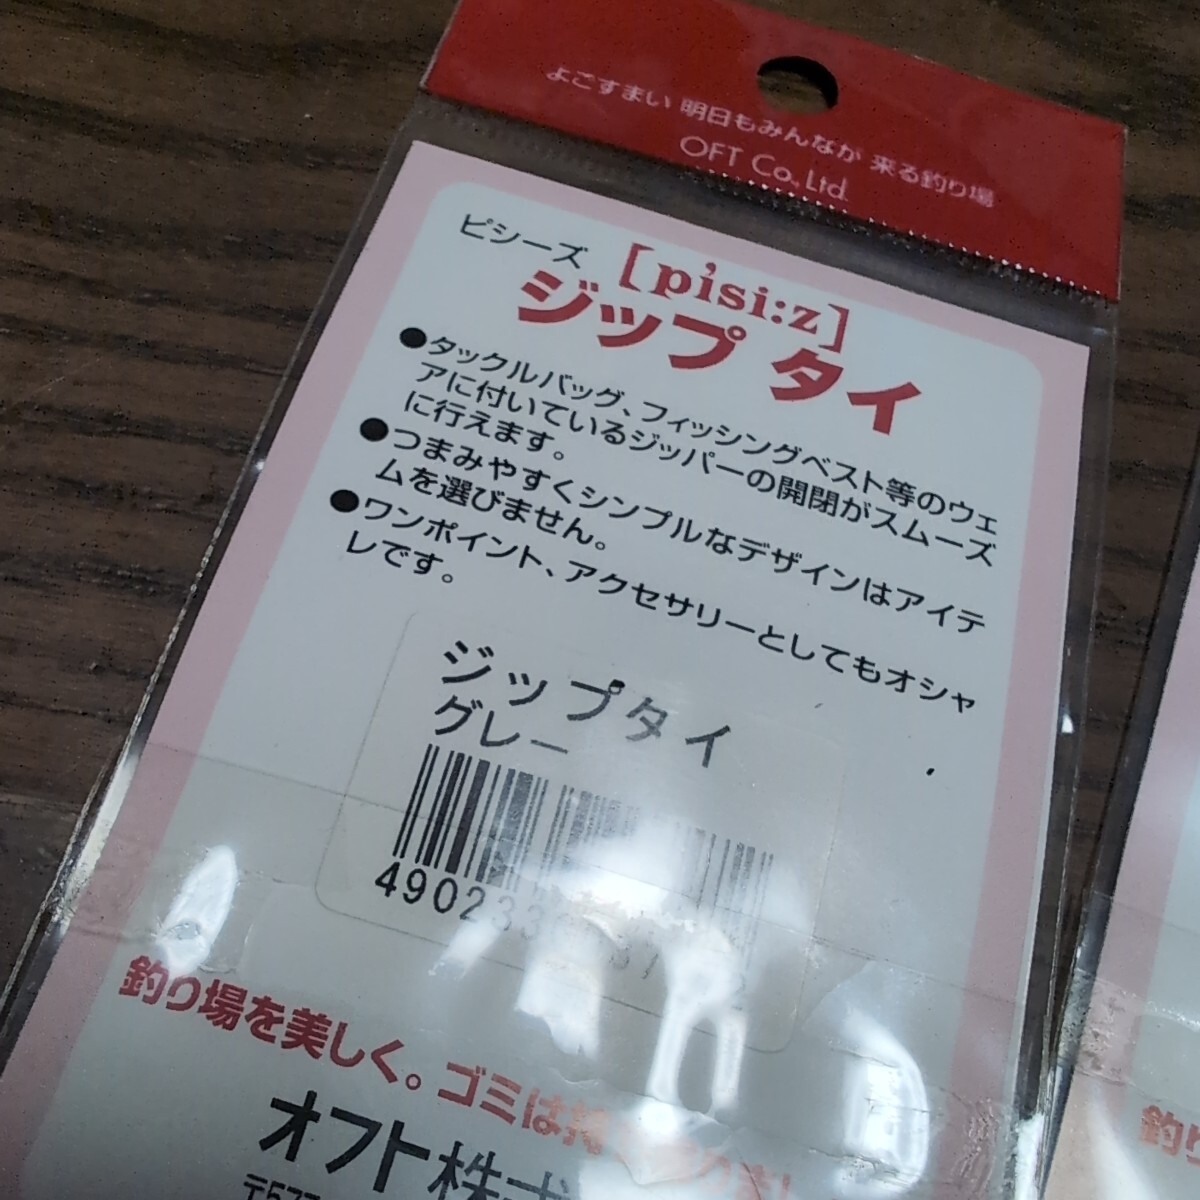 よごすまい 明日もみんなが 来る釣り場
OFT Co., Ltd.
ピシーズ [pi'si:z]
ジップ タイ
●タックルバッグ、フィッシングベスト等のウェ
アに付いているジッパーの開閉がスムーズ
に行えます。
●つまみやすくシンプルなデザインはアイテ
ムを選びません。
●ワンポイント、アクセサリーとしてもオシャ
レです。
ジップタイ
グレー
490233
釣り場を美しく。ゴミは持
オフト株式
〒577
釣り